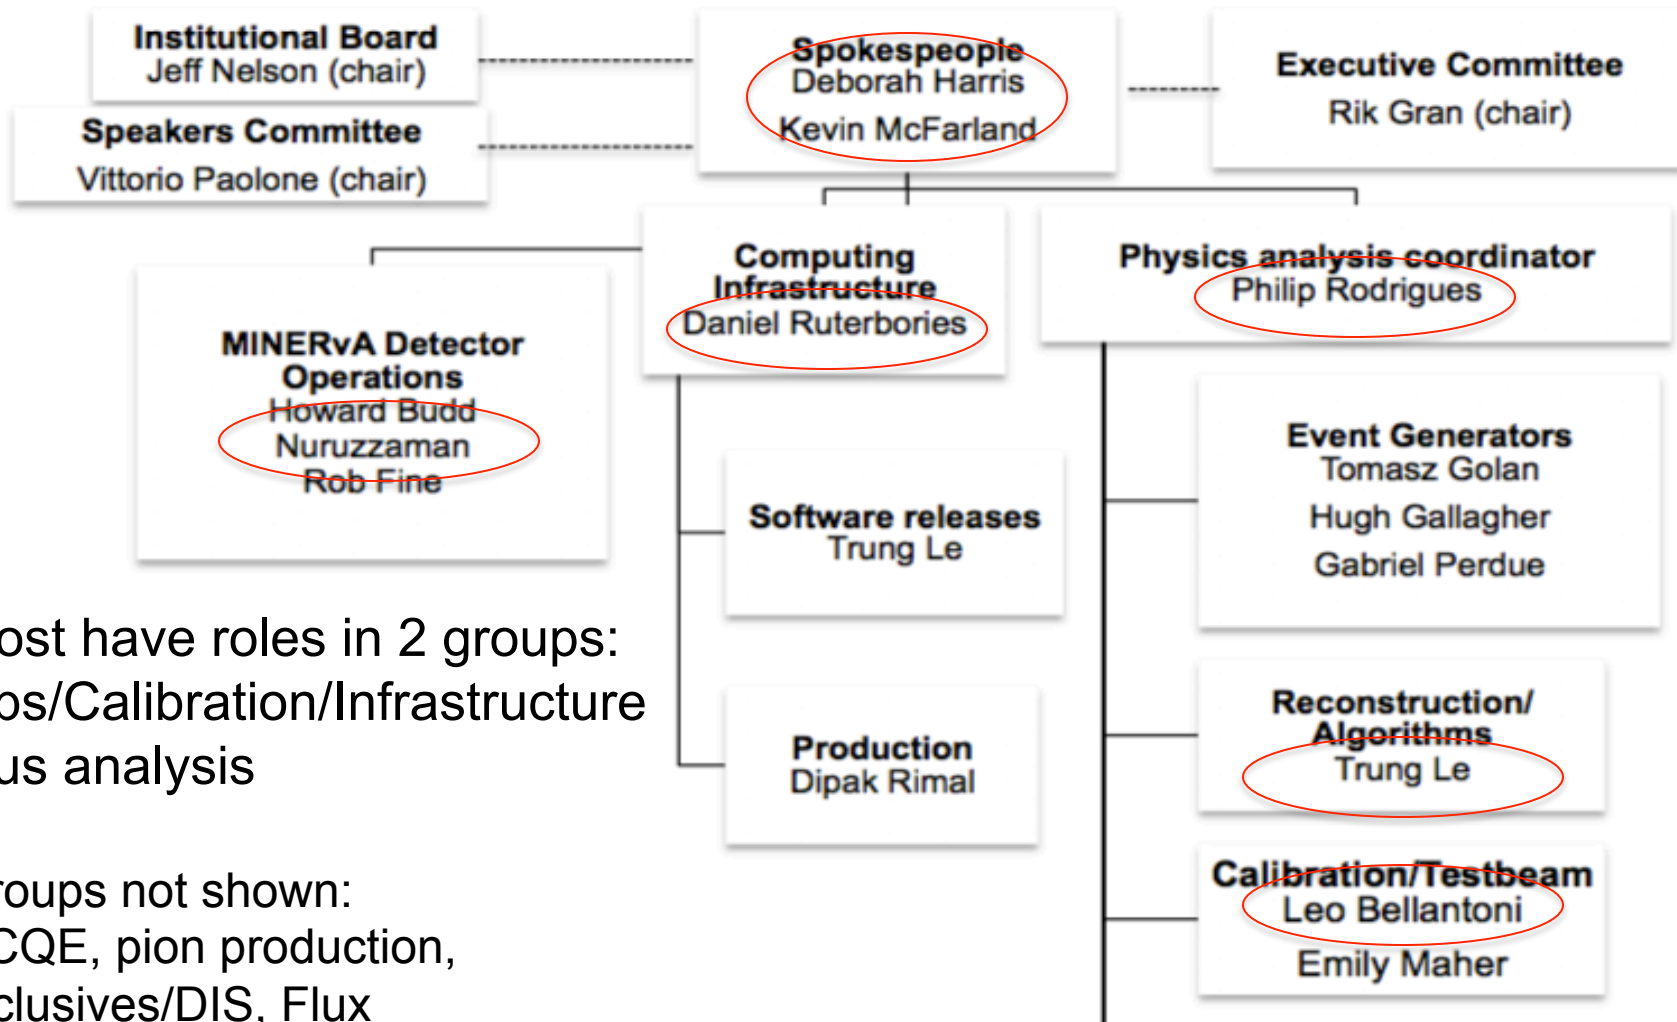 Institutional Board
Jeff Nelson (chair)
Speakers Committee
Vittorio Paolone (chair)
Spokespeople
Deborah Harris
Kevin McFarland
Executive Committee
Rik Gran (chair)
MINERvA Detector
Operations
Howard Budd
Nuruzzaman
Rob Fine
Computing
Infrastructure
Daniel Ruterbories
Physics analysis coordinator
Philip Rodrigues
Software releases
Trung Le
Production
Dipak Rimal
Event Generators
Tomasz Golan
Hugh Gallagher
Gabriel Perdue
Reconstruction/
Algorithms
Trung Le
Calibration/Testbeam
Leo Bellantoni
Emily Maher
ost have roles in 2 groups:
ps/Calibration/Infrastructure
us analysis
roups not shown:
CQE, pion production,
clusives/DIS, Flux